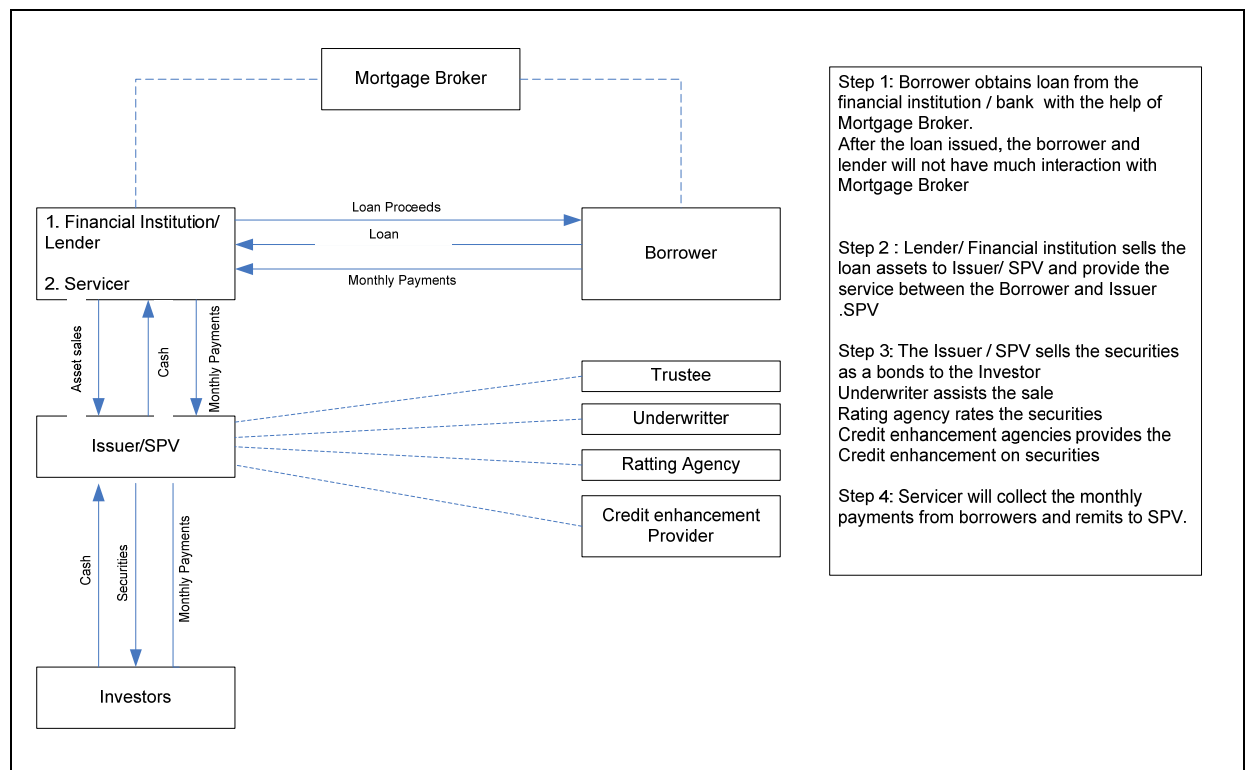 Mortgage Broker
1. Financial Institution/
Lender
2. Servicer
Loan Proceeds
Loan
Monthly Payments
Borrower
Asset sales
Cash
Monthly Payments
Issuer/SPV
Trustee
Underwritter
Ratting Agency
Credit enhancement
Provider
Cash
Securities
Monthly Payments
Investors
Step 1: Borrower obtains loan from the
financial institution / bank with the help of
Mortgage Broker.
After the loan issued, the borrower and
lender will not have much interaction with
Mortgage Broker
Step 2 : Lender/ Financial institution sells the
loan assets to Issuer/ SPV and provide the
service between the Borrower and Issuer
.SPV
Step 3: The Issuer / SPV sells the securities
as a bonds to the Investor
Underwriter assists the sale
Rating agency rates the securities
Credit enhancement agencies provides the
Credit enhancement on securities
Step 4: Servicer will collect the monthly
payments from borrowers and remits to SPV.